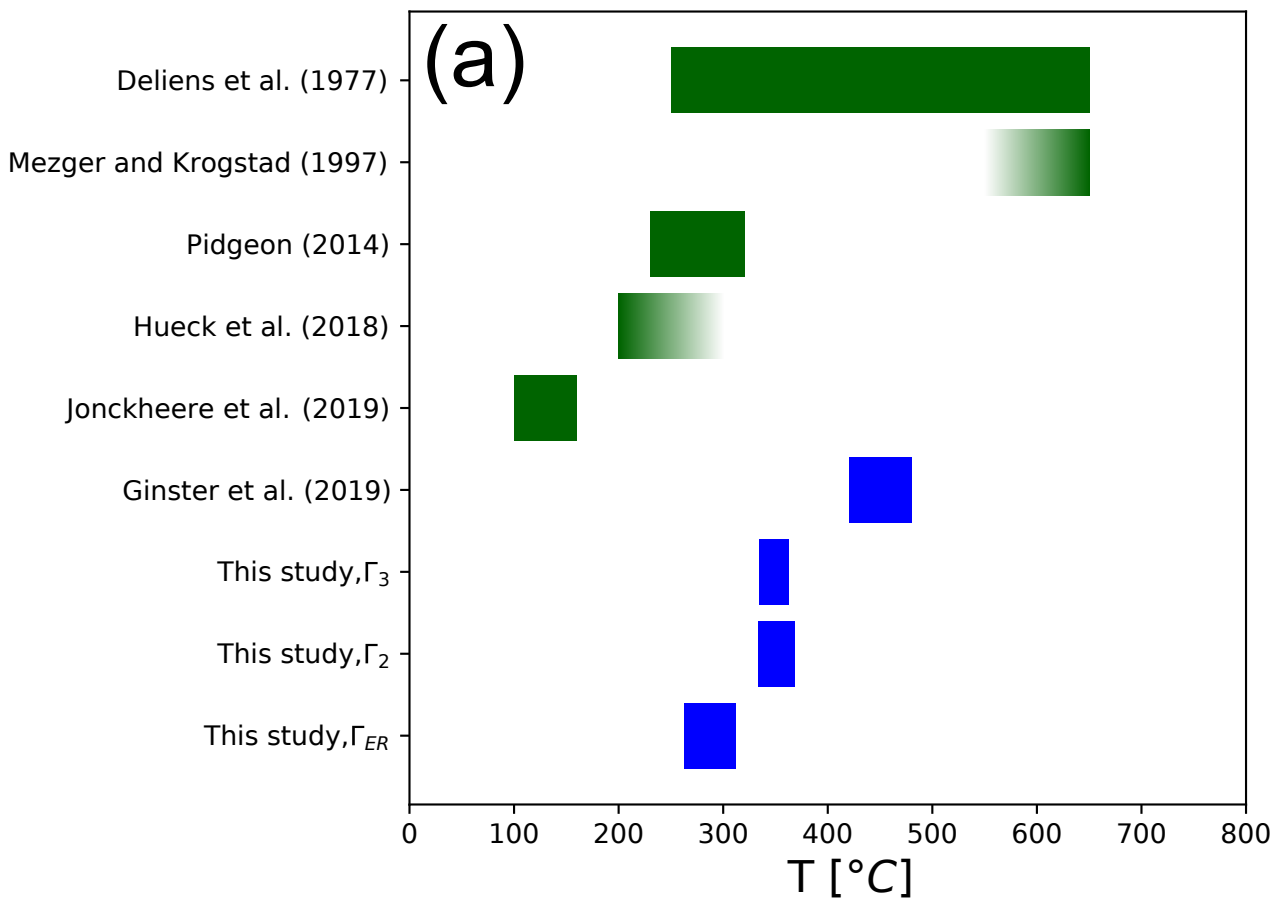 (a)
Deliens et al. (1977)
Mezger and Krogstad (1997)
Pidgeon (2014)
Hueck et al. (2018)
Jonckheere et al. (2019)
Ginster et al. (2019)
This study,Γ₃
This study,Γ₂
This study,Γ_ER
0 100 200 300 400 500 600 700 800
T [°C]